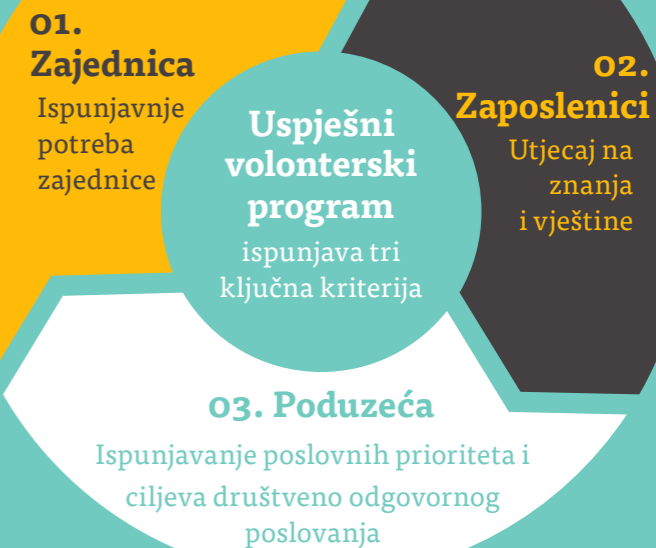 01.
Zajednica
Ispunjavnje
potreba
zajednice
Uspješni
volonterski
program
ispunjava tri
ključna kriterija
02.
Zaposlenici
Utjecaj na
znanja
i vještine
03. Poduzeća
Ispunjavanje poslovnih prioriteta i
ciljeva društveno odgovornog
poslovanja